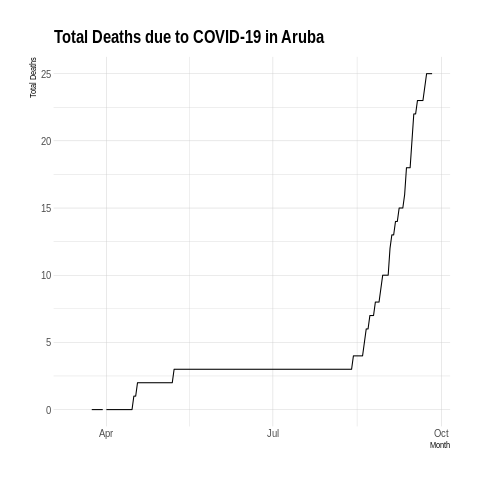 Total Deaths due to COVID-19 in Aruba
Total Deaths
25
20
15
10
5
0
Apr
Jul
Oct
Month